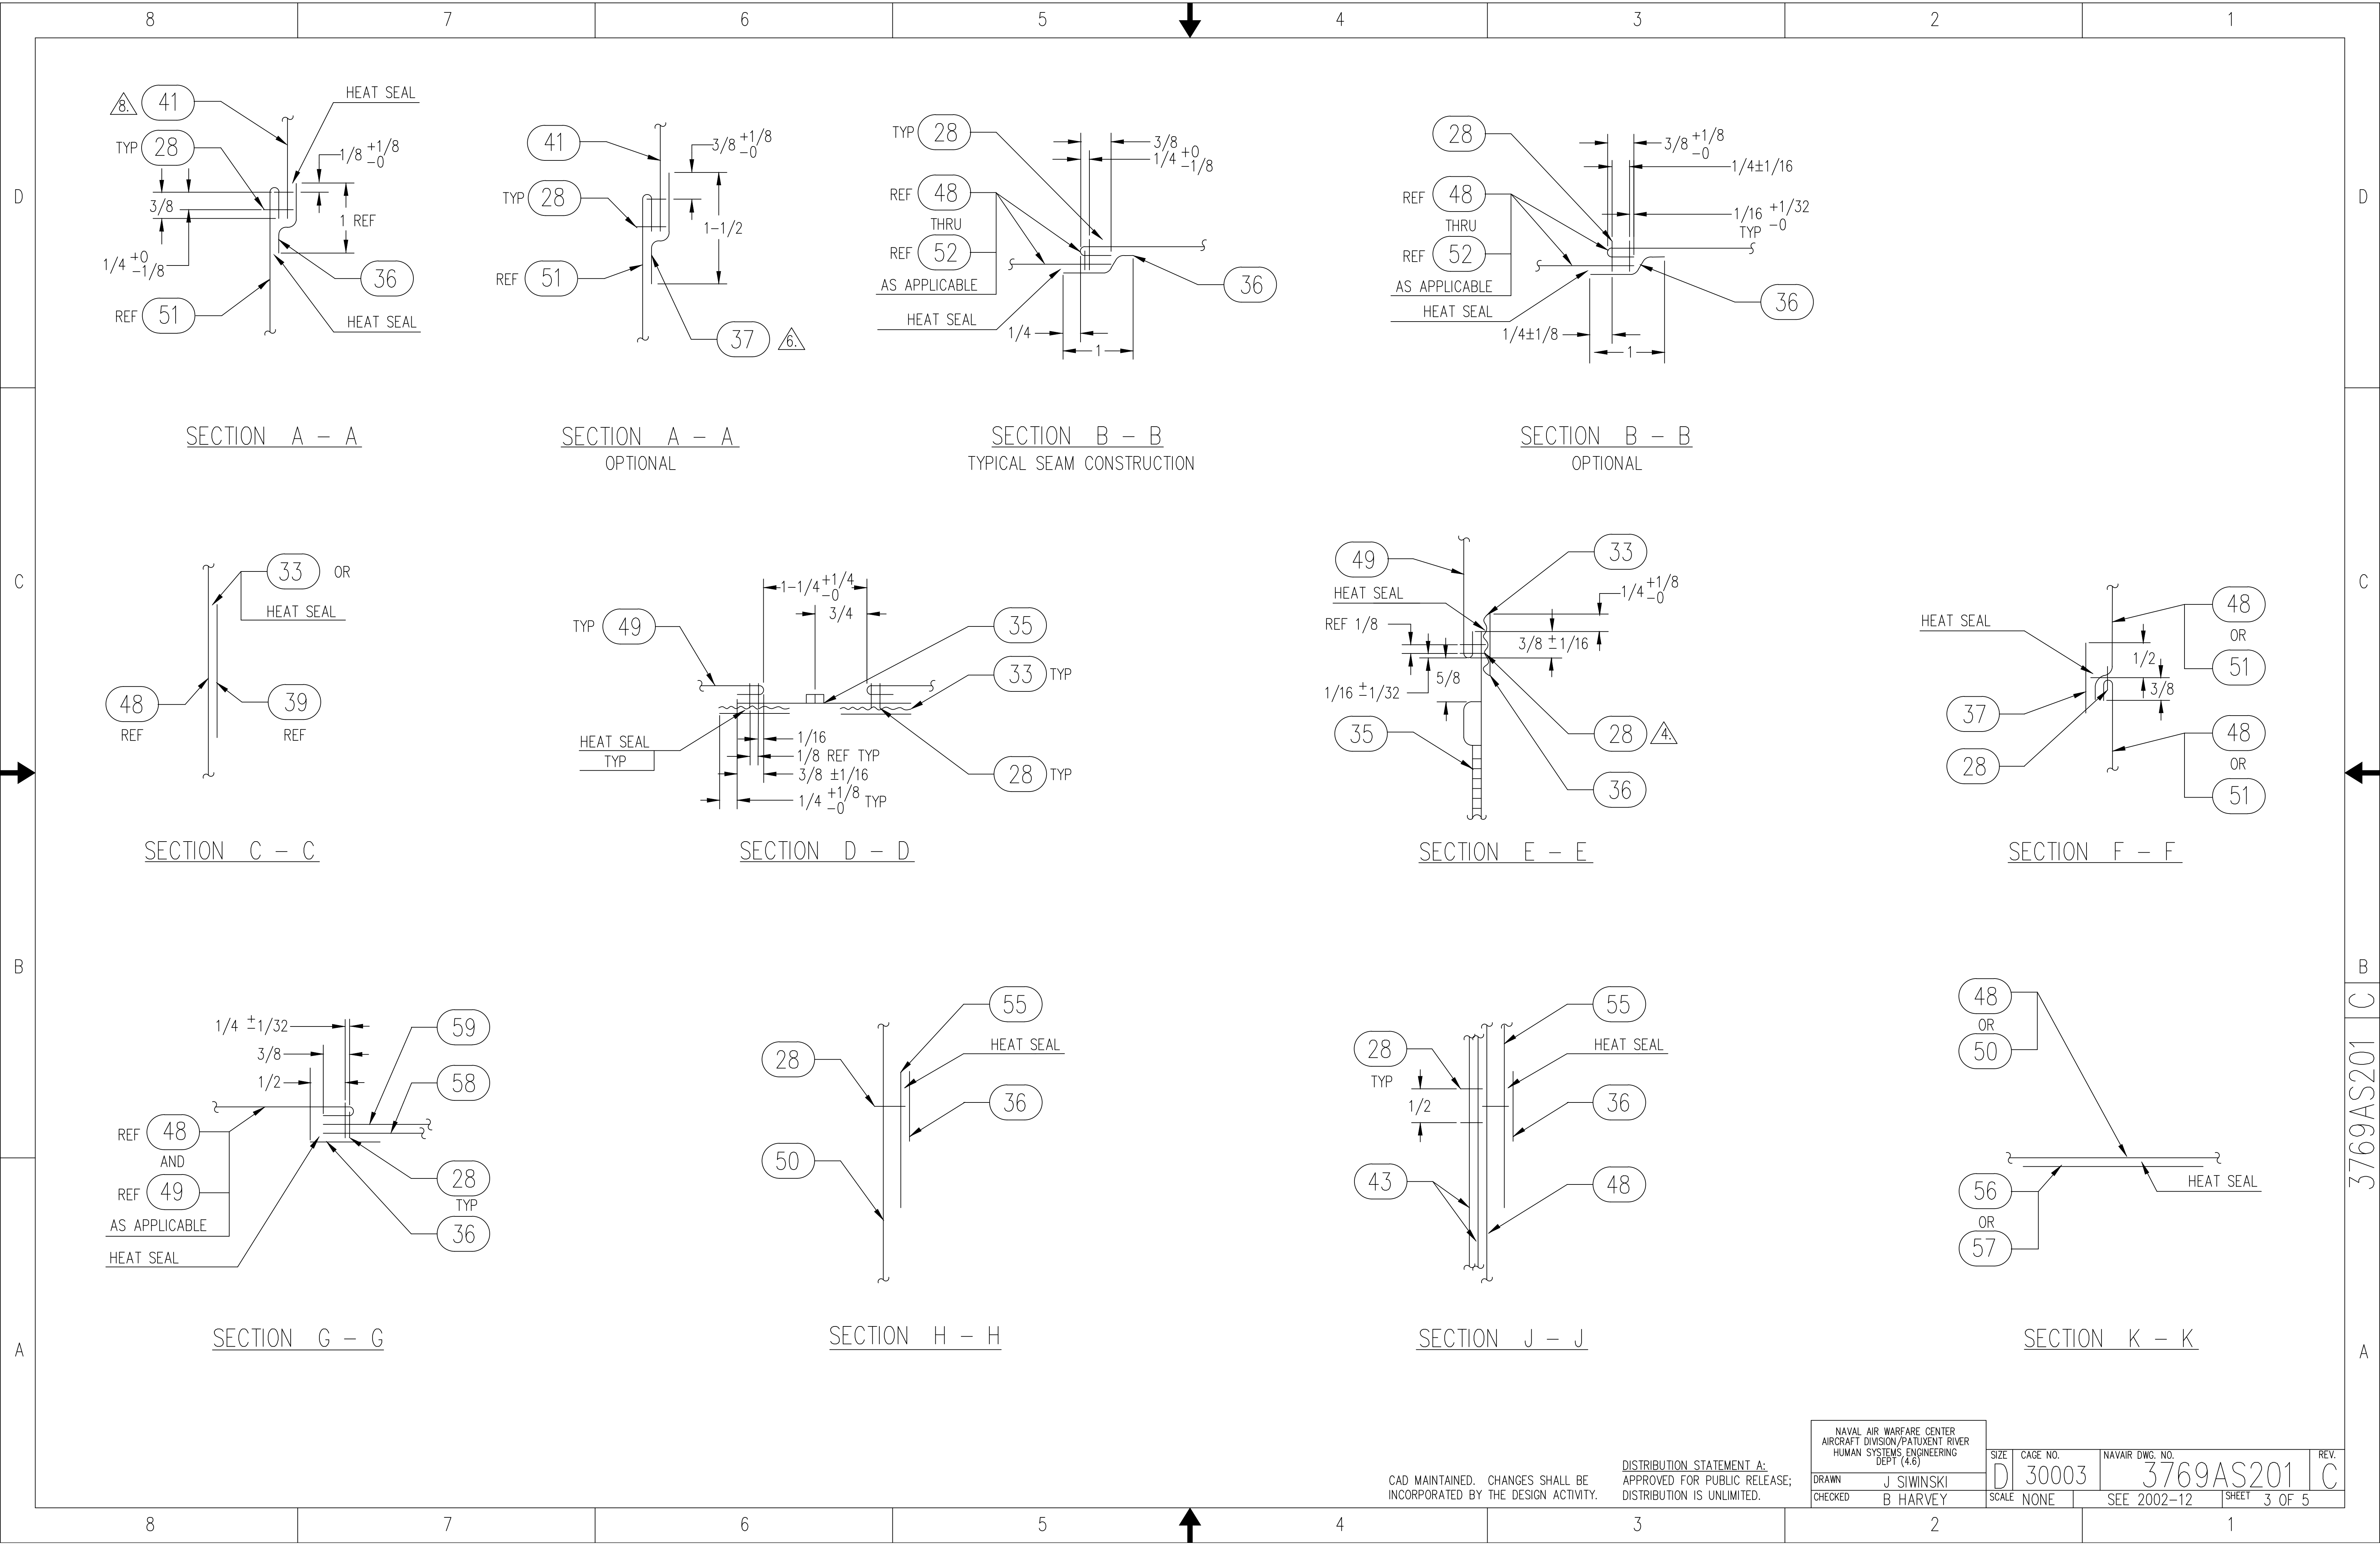 8 7 6 5 4 3 2 1
D
D
8. 41
HEAT SEAL
TYP 28
1/8 +1/8 -0
3/8
1 REF
1/4 +0 -1/8
36
REF 51
HEAT SEAL
SECTION A - A
41
3/8 +1/8 -0
TYP 28
1-1/2
REF 51
37 6.
SECTION A - A
OPTIONAL
TYP 28
3/8
1/4 +0 -1/8
REF 48
THRU
REF 52
AS APPLICABLE
36
HEAT SEAL
1/4
1
SECTION B - B
TYPICAL SEAM CONSTRUCTION
28
3/8 +1/8 -0
1/4±1/16
REF 48
THRU
1/16 +1/32 -0
TYP
REF 52
AS APPLICABLE
36
HEAT SEAL
1/4±1/8
1
SECTION B - B
OPTIONAL
C
C
33 OR
HEAT SEAL
48
REF
39
REF
SECTION C - C
1-1/4 +1/4 -0
3/4
TYP 49
35
33 TYP
HEAT SEAL
TYP
1/16
1/8 REF TYP
3/8 ±1/16
1/4 +1/8 -0 TYP
28 TYP
SECTION D - D
49
33
HEAT SEAL
1/4 +1/8 -0
REF 1/8
3/8 ±1/16
5/8
1/16 ±1/32
35
28 4.
36
SECTION E - E
HEAT SEAL
48
OR
51
1/2
3/8
37
28
48
OR
51
SECTION F - F
B
B
1/4 ±1/32
59
3/8
1/2
58
REF 48
AND
REF 49
AS APPLICABLE
28
TYP
36
HEAT SEAL
SECTION G - G
55
28
HEAT SEAL
36
50
SECTION H - H
55
28
TYP
HEAT SEAL
1/2
36
43
48
SECTION J - J
48
OR
50
56
OR
57
HEAT SEAL
SECTION K - K
3769AS201 C
A
A
CAD MAINTAINED. CHANGES SHALL BE
INCORPORATED BY THE DESIGN ACTIVITY.
DISTRIBUTION STATEMENT A:
APPROVED FOR PUBLIC RELEASE;
DISTRIBUTION IS UNLIMITED.
NAVAL AIR WARFARE CENTER
AIRCRAFT DIVISION/PATUXENT RIVER
HUMAN SYSTEMS ENGINEERING
DEPT (4.6)
DRAWN J SIWINSKI
CHECKED B HARVEY
SIZE D
CAGE NO. 30003
NAVAIR DWG. NO. 3769AS201
REV. C
SCALE NONE
SEE 2002-12
SHEET 3 OF 5
8 7 6 5 4 3 2 1